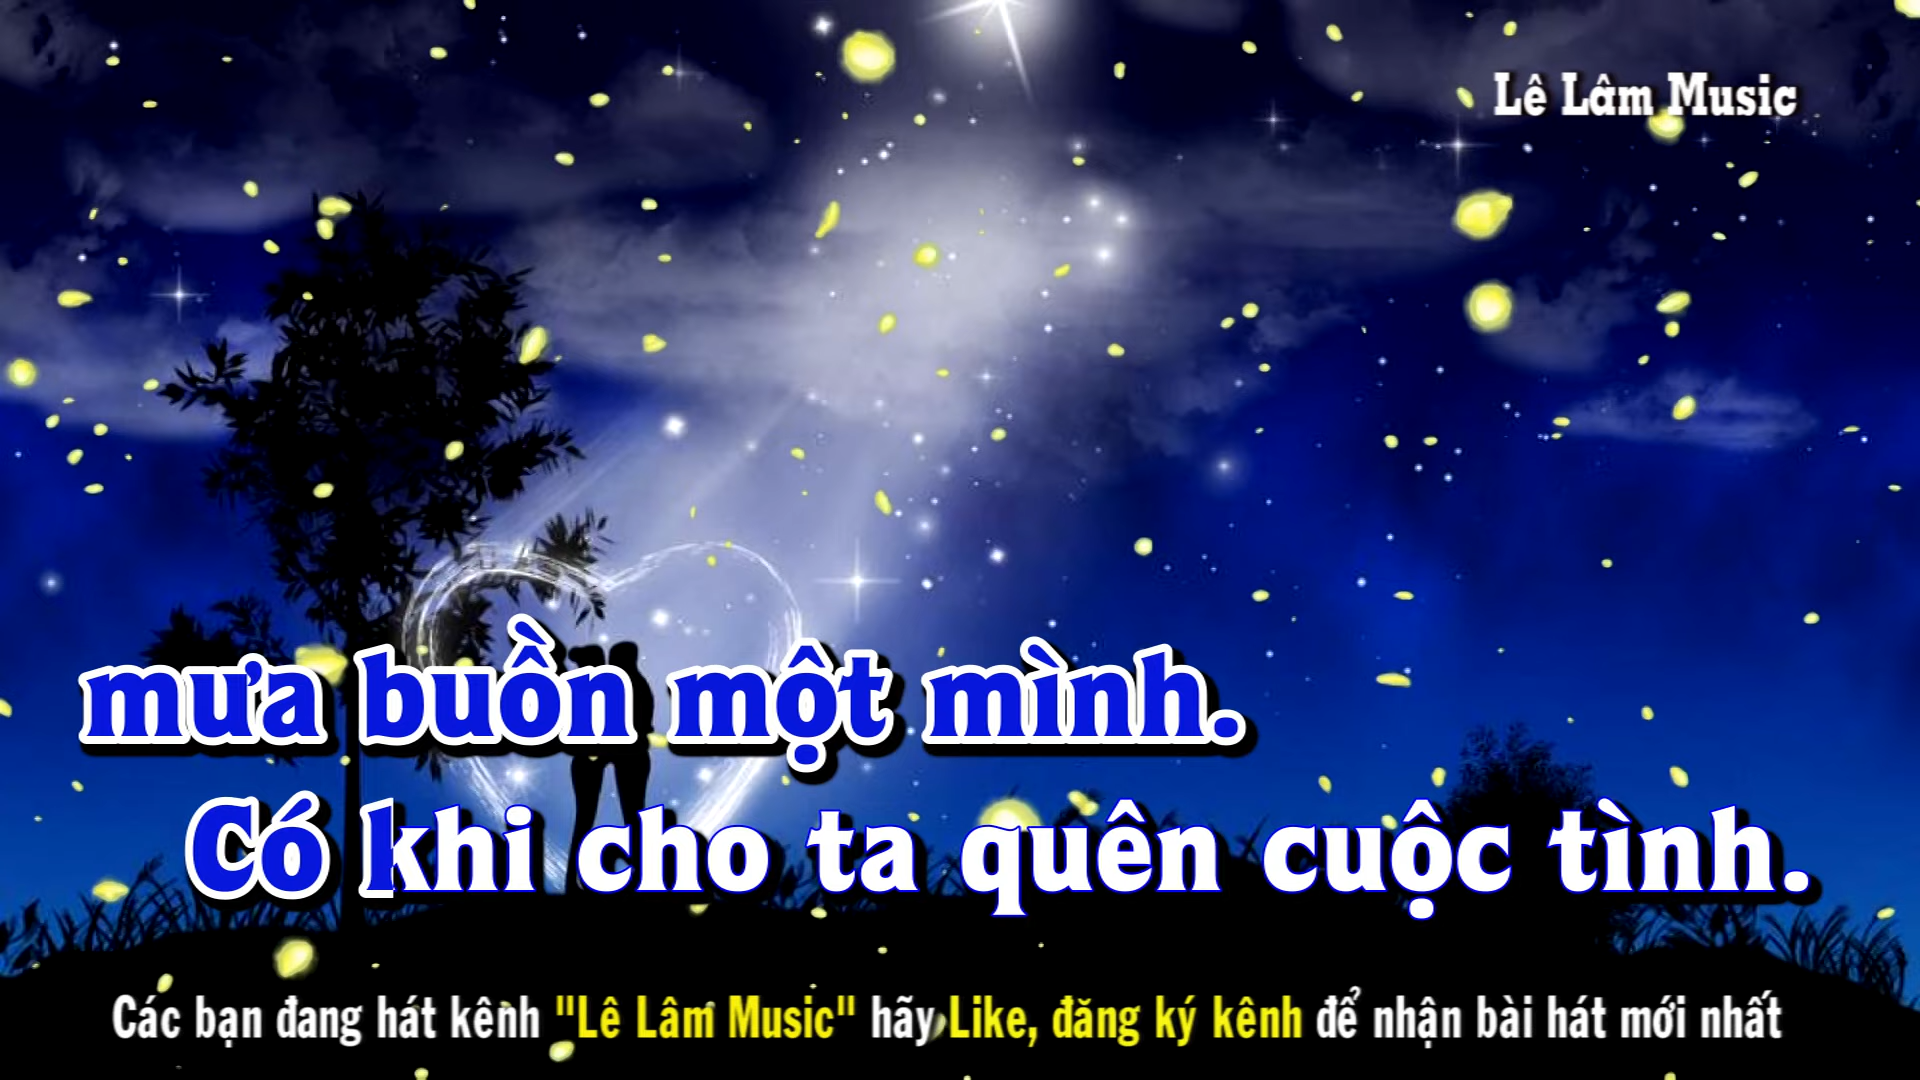 Lê Lâm Music
mưa buồn một mình.
Có khi cho ta quên cuộc tình.
Các bạn đang hát kênh "Lê Lâm Music" hãy Like, đăng ký kênh để nhận bài hát mới nhất